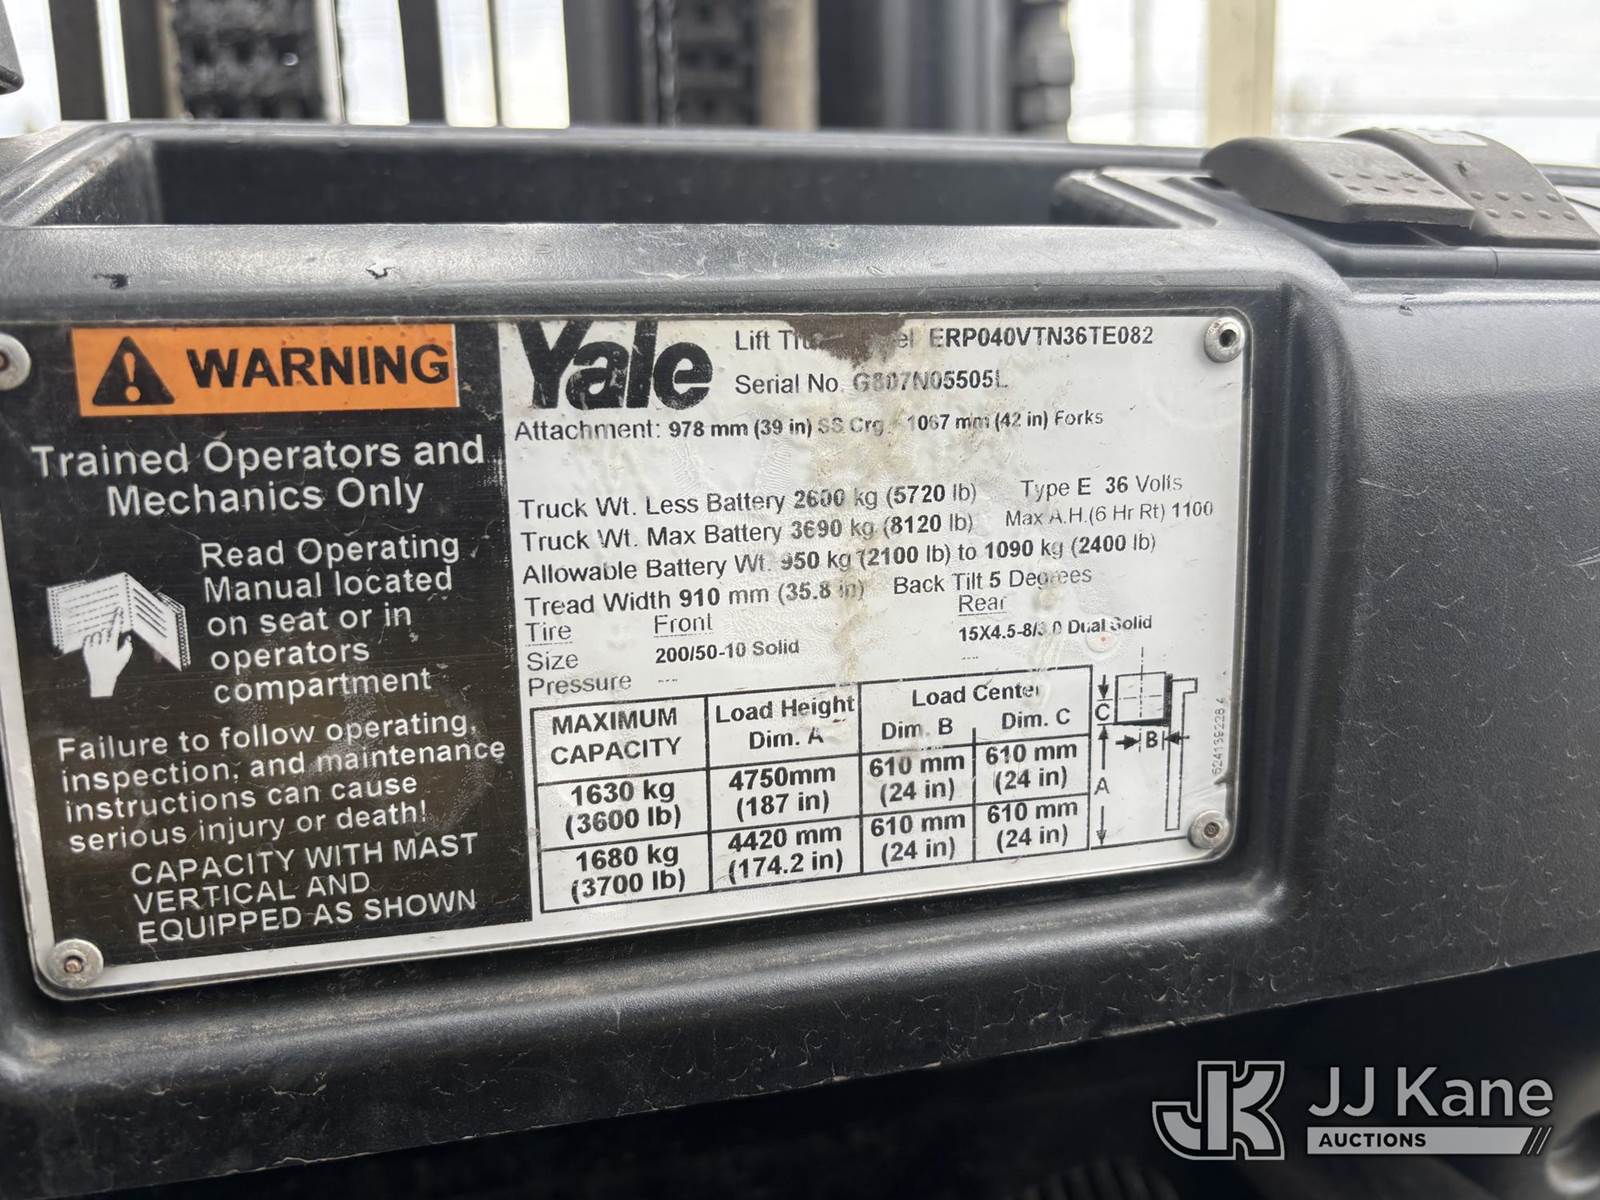 WARNING
Trained Operators and
Mechanics Only
Read Operating
Manual located
on seat or in
operators
compartment
Failure to follow operating,
inspection, and maintenance
instructions can cause
serious injury or death!
CAPACITY WITH MAST
VERTICAL AND
EQUIPPED AS SHOWN
Yale
Lift ERP040VTN36TE082
Serial No. G807N05505L
Attachment: 978 mm (39 in) SS Crg. 1067 mm (42 in) Forks
Truck Wt. Less Battery 2600 kg (5720 lb) Type E 36 Volts
Truck Wt. Max Battery 3690 kg (8120 lb) Max A.H.(6 Hr Rt) 1100
Allowable Battery Wt. 950 kg (2100 lb) to 1090 kg (2400 lb)
Tread Width 910 mm (35.8 in) Back Tilt 5 Degrees
Tire Front Rear
Size 200/50-10 Solid 15X4.5-8/3.0 Dual Solid
Pressure --- ---
MAXIMUM CAPACITY Load Height Dim. A Load Center Dim. B Dim. C
1630 kg 4750mm 610 mm 610 mm
(3600 lb) (187 in) (24 in) (24 in)
1680 kg 4420 mm 610 mm 610 mm
(3700 lb) (174.2 in) (24 in) (24 in)
C
B
A
JK JJ Kane
AUCTIONS